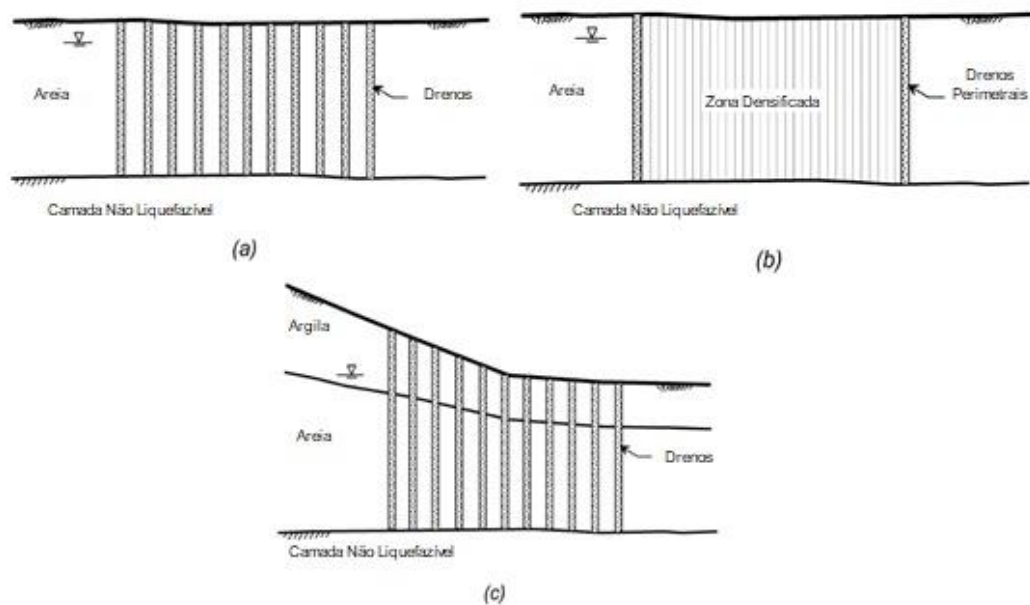 Areia
Drenos
Camada Não Liquefazível
(a)
Areia
Zona Densificada
Drenos
Perimetrais
Camada Não Liquefazível
(b)
Argila
Areia
Drenos
Camada Não Liquefazível
(c)